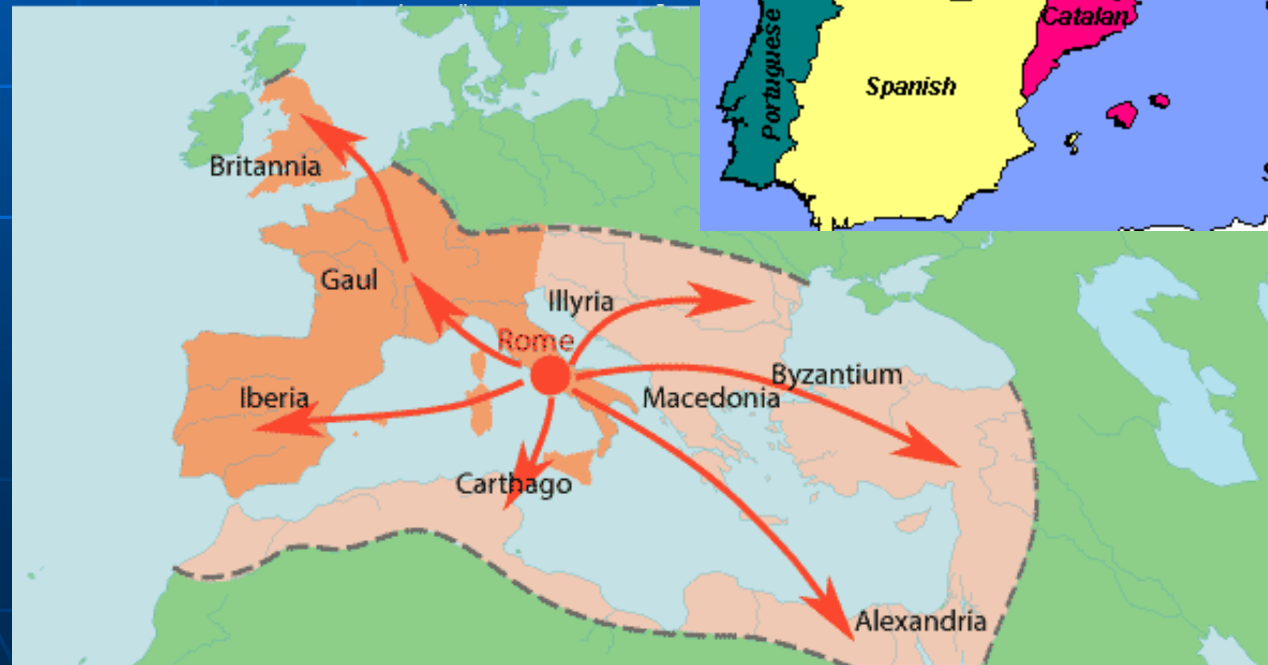 Catalan
Portuguese
Spanish
Britannia
Gaul
Illyria
Rome
Byzantium
Iberia
Macedonia
Carthago
Alexandria